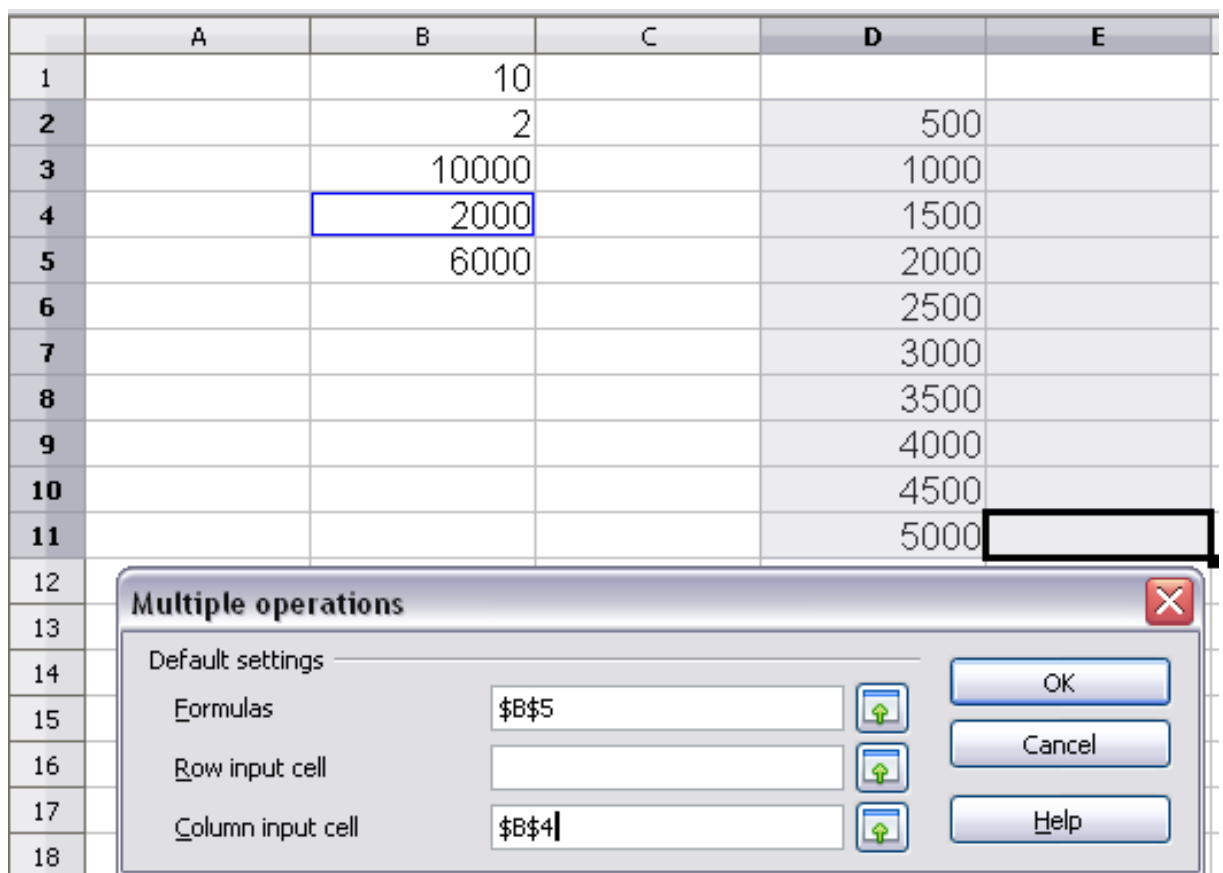 A B C D E
1 10
2 2 500
3 10000 1000
4 2000 1500
5 6000 2000
6 2500
7 3000
8 3500
9 4000
10 4500
11 5000
12
Multiple operations
13
14 Default settings OK
15 Formulas $B$5
Cancel
16 Row input cell
17 Column input cell $B$4 Help
18